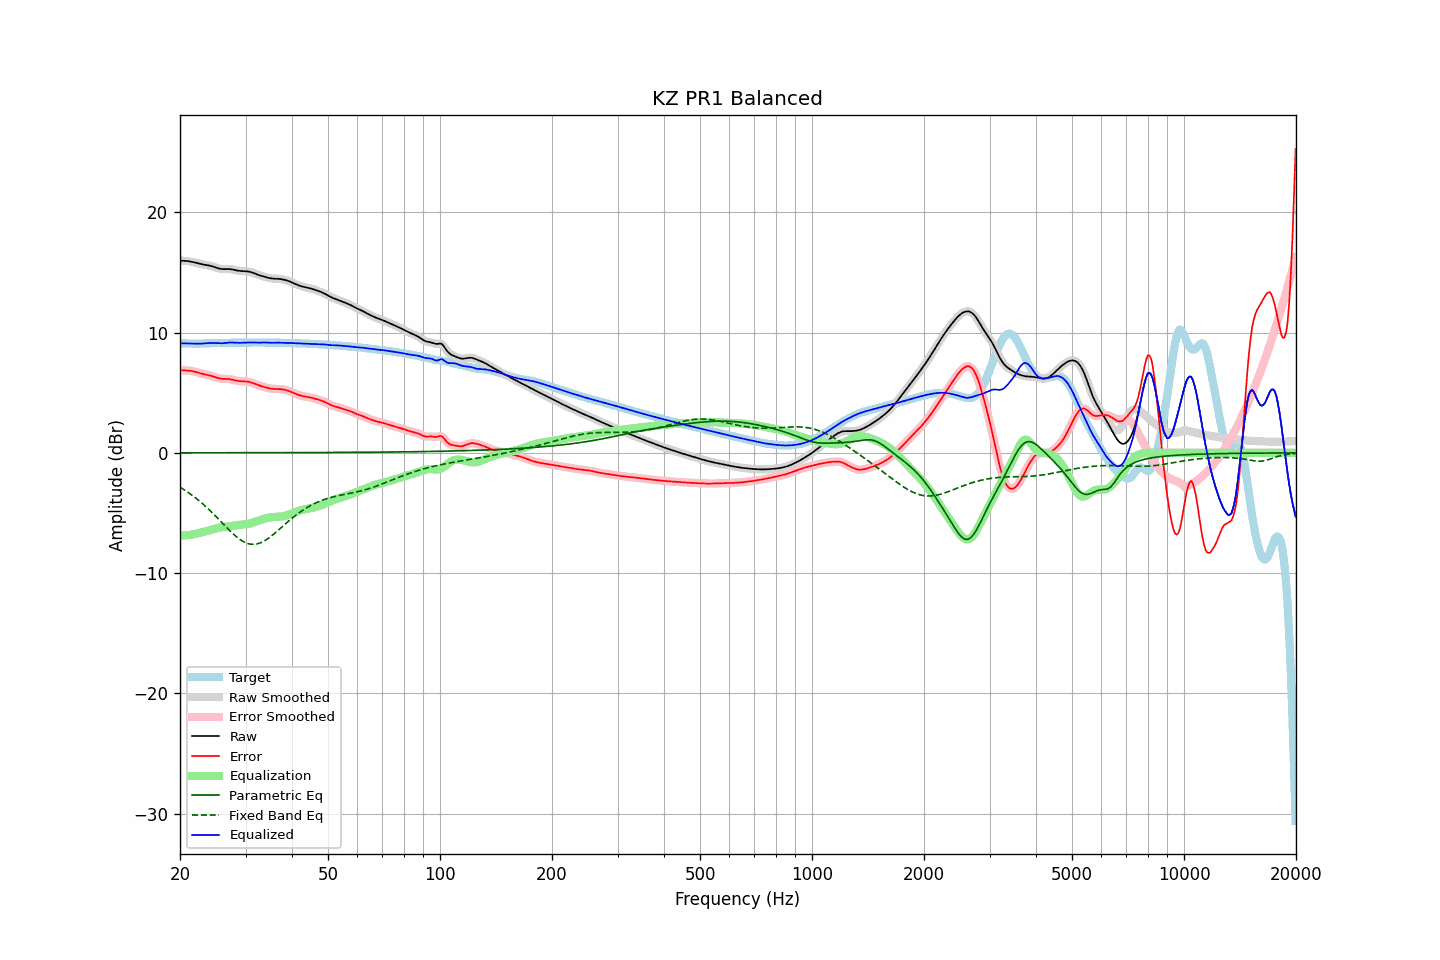 KZ PR1 Balanced
Amplitude (dBr)
20
10
0
−10
−20
−30
Target
Raw Smoothed
Error Smoothed
Raw
Error
Equalization
Parametric Eq
Fixed Band Eq
Equalized
20 50 100 200 500 1000 2000 5000 10000 20000
Frequency (Hz)